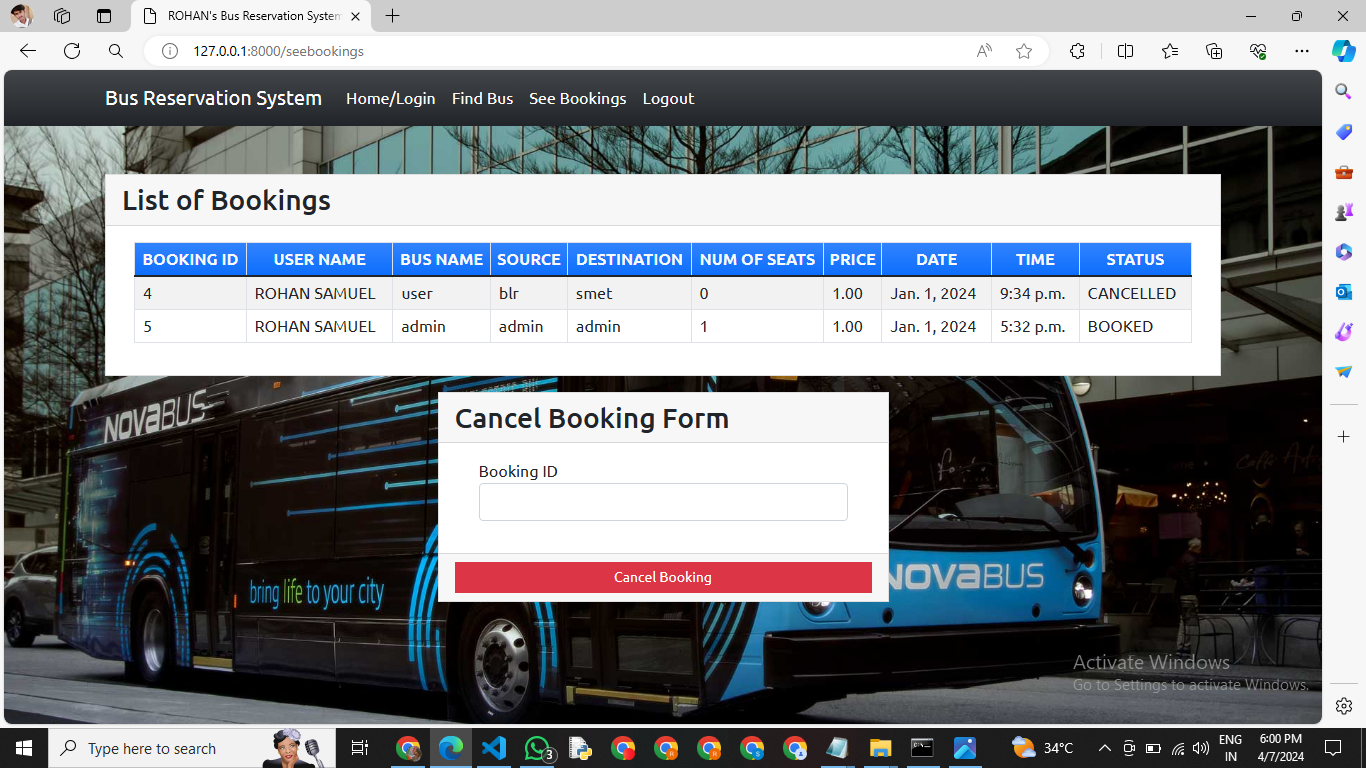 ROHAN's Bus Reservation System
127.0.0.1:8000/seebookings
Bus Reservation System Home/Login Find Bus See Bookings Logout
List of Bookings
BOOKING ID USER NAME BUS NAME SOURCE DESTINATION NUM OF SEATS PRICE DATE TIME STATUS
4 ROHAN SAMUEL user blr smet 0 1.00 Jan. 1, 2024 9:34 p.m. CANCELLED
5 ROHAN SAMUEL admin admin admin 1 1.00 Jan. 1, 2024 5:32 p.m. BOOKED
NOVABUS
Cancel Booking Form
Booking ID
Cancel Booking
NOVABUS
bring life to your city
Activate Windows
Go to Settings to activate Windows.
Type here to search
3
34°C
ENG
IN
6:00 PM
4/7/2024